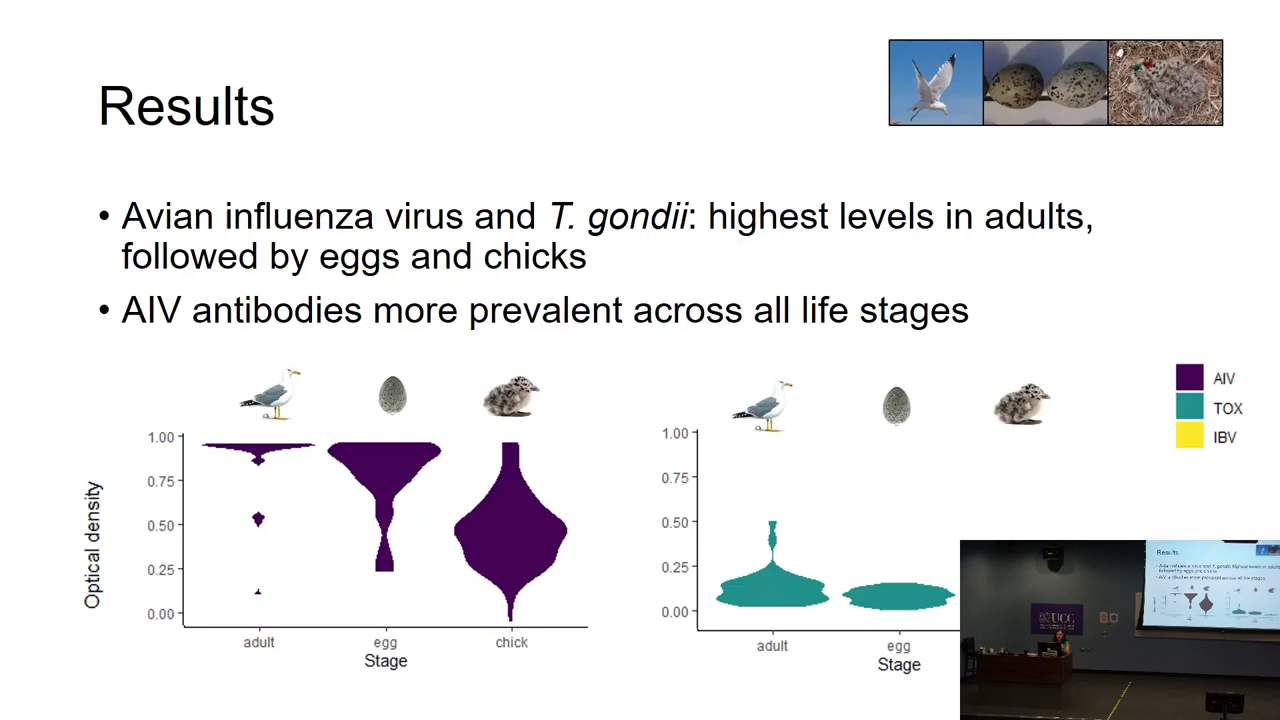 Results
• Avian influenza virus and T. gondii: highest levels in adults,
followed by eggs and chicks
• AIV antibodies more prevalent across all life stages
AIV
TOX
IBV
Optical density
1.00
0.75
0.50
0.25
0.00
adult
egg
chick
Stage
1.00
0.75
0.50
0.25
0.00
adult
egg
Stage
Results
UCC